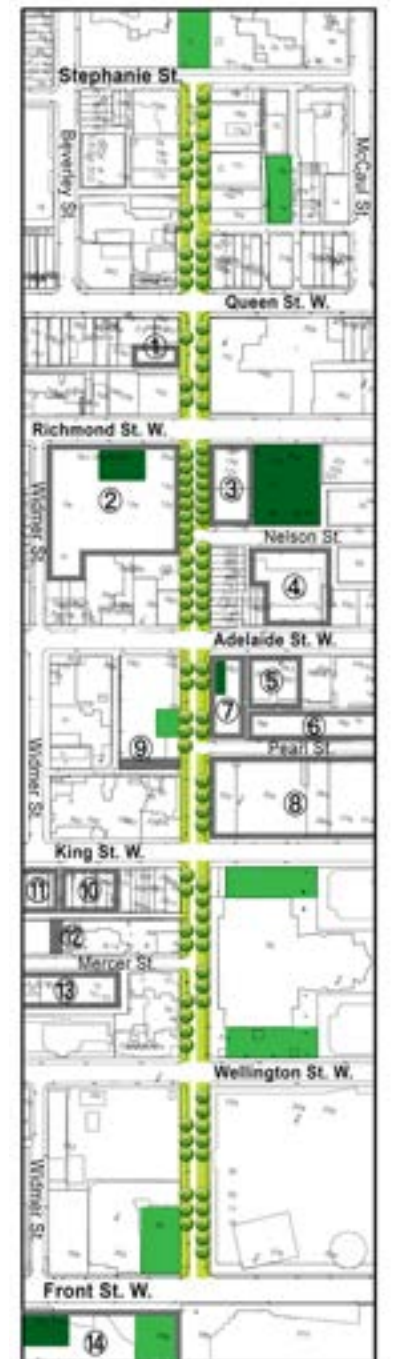 Stephanie St.
Beverley St.
McCaul St.
Queen St. W.
①
Richmond St. W.
Widmer St.
②
③
Nelson St.
④
Adelaide St. W.
⑤
⑦
⑥
Pearl St.
Widmer St.
⑨
⑧
King St. W.
⑪
⑩
⑫
Mercer St.
⑬
Wellington St. W.
Widmer St.
Front St. W.
⑭